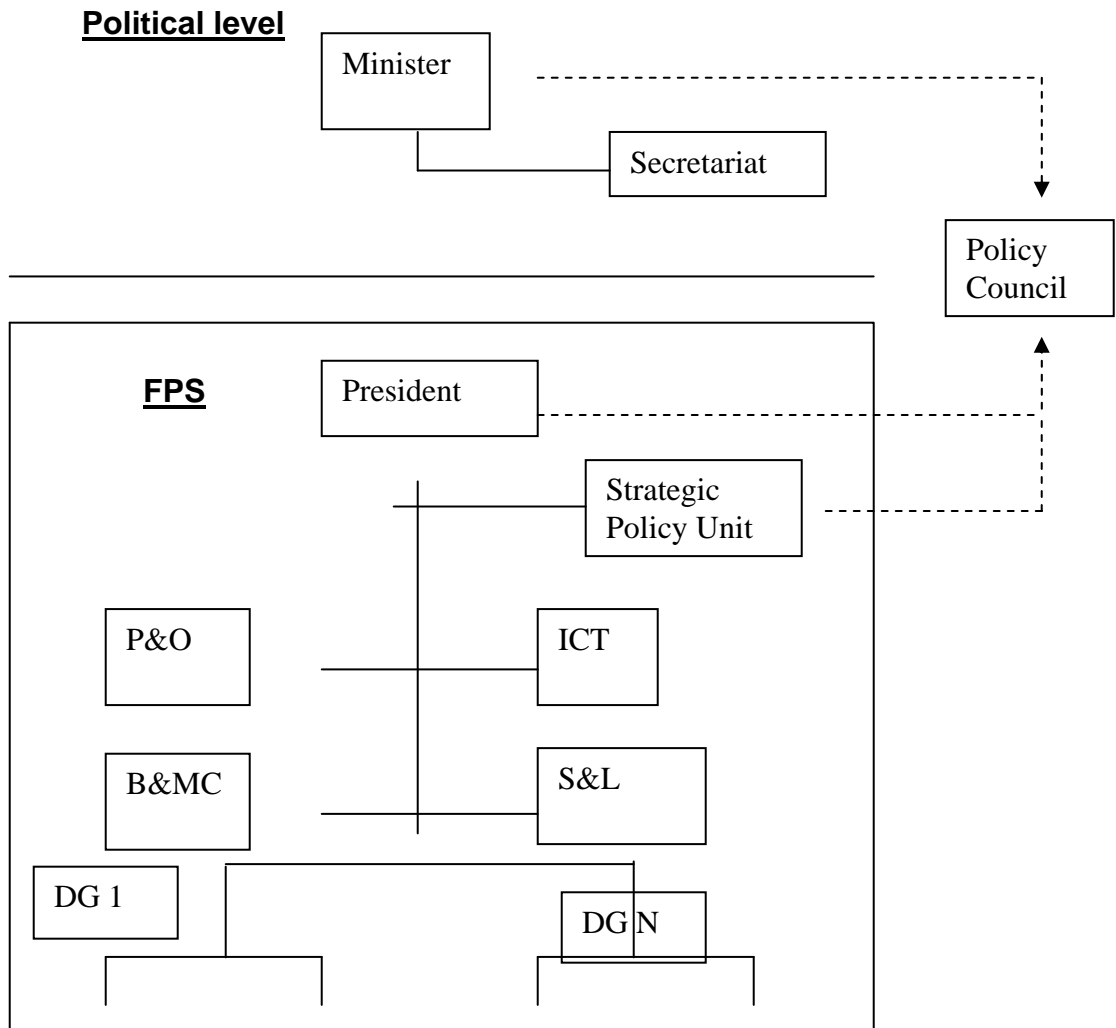 Political level
Minister
Secretariat
Policy
Council
FPS
President
Strategic
Policy Unit
P&O
ICT
B&MC
S&L
DG 1
DG N